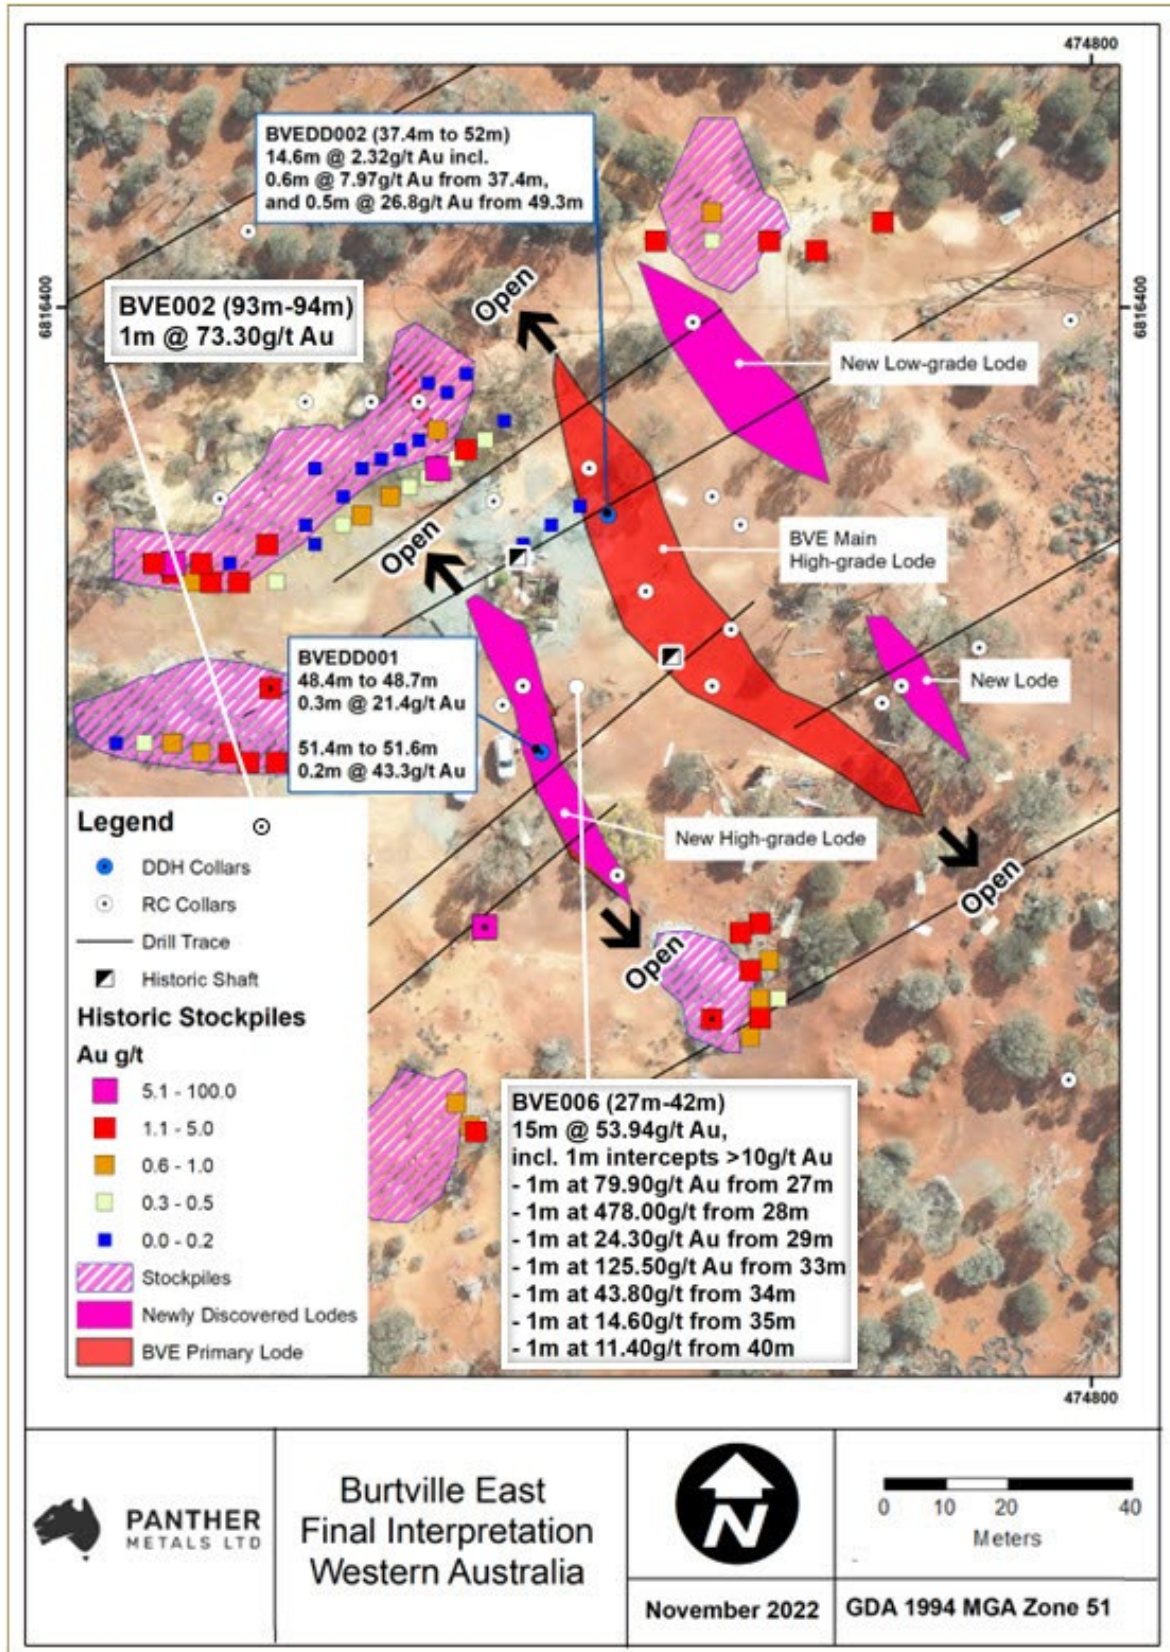 474800
BVEDD002 (37.4m to 52m)
14.6m @ 2.32g/t Au incl.
0.6m @ 7.97g/t Au from 37.4m,
and 0.5m @ 26.8g/t Au from 49.3m
6816400
6816400
BVE002 (93m-94m)
1m @ 73.30g/t Au
Open
New Low-grade Lode
Open
BVE Main
High-grade Lode
BVEDD001
48.4m to 48.7m
0.3m @ 21.4g/t Au
51.4m to 51.6m
0.2m @ 43.3g/t Au
New Lode
New High-grade Lode
Open
Open
Legend
DDH Collars
RC Collars
Drill Trace
Historic Shaft
Historic Stockpiles
Au g/t
5.1 - 100.0
1.1 - 5.0
0.6 - 1.0
0.3 - 0.5
0.0 - 0.2
Stockpiles
Newly Discovered Lodes
BVE Primary Lode
BVE006 (27m-42m)
15m @ 53.94g/t Au,
incl. 1m intercepts >10g/t Au
- 1m at 79.90g/t Au from 27m
- 1m at 478.00g/t from 28m
- 1m at 24.30g/t Au from 29m
- 1m at 125.50g/t Au from 33m
- 1m at 43.80g/t from 34m
- 1m at 14.60g/t from 35m
- 1m at 11.40g/t from 40m
474800
PANTHER
METALS LTD
Burtville East
Final Interpretation
Western Australia
N
November 2022
0 10 20 40
Meters
GDA 1994 MGA Zone 51